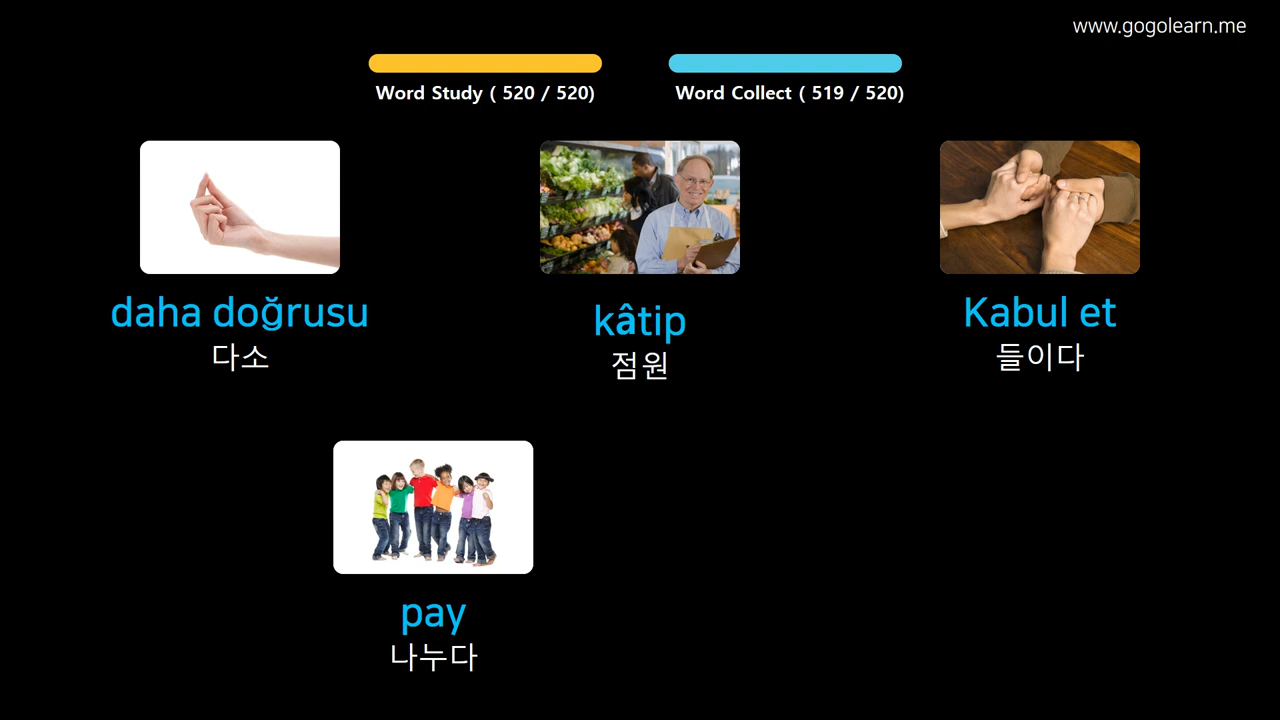 www.gogolearn.me
Word Study ( 520 / 520)
Word Collect ( 519 / 520)
daha doğrusu
다소
kâtip
점원
Kabul et
들이다
pay
나누다